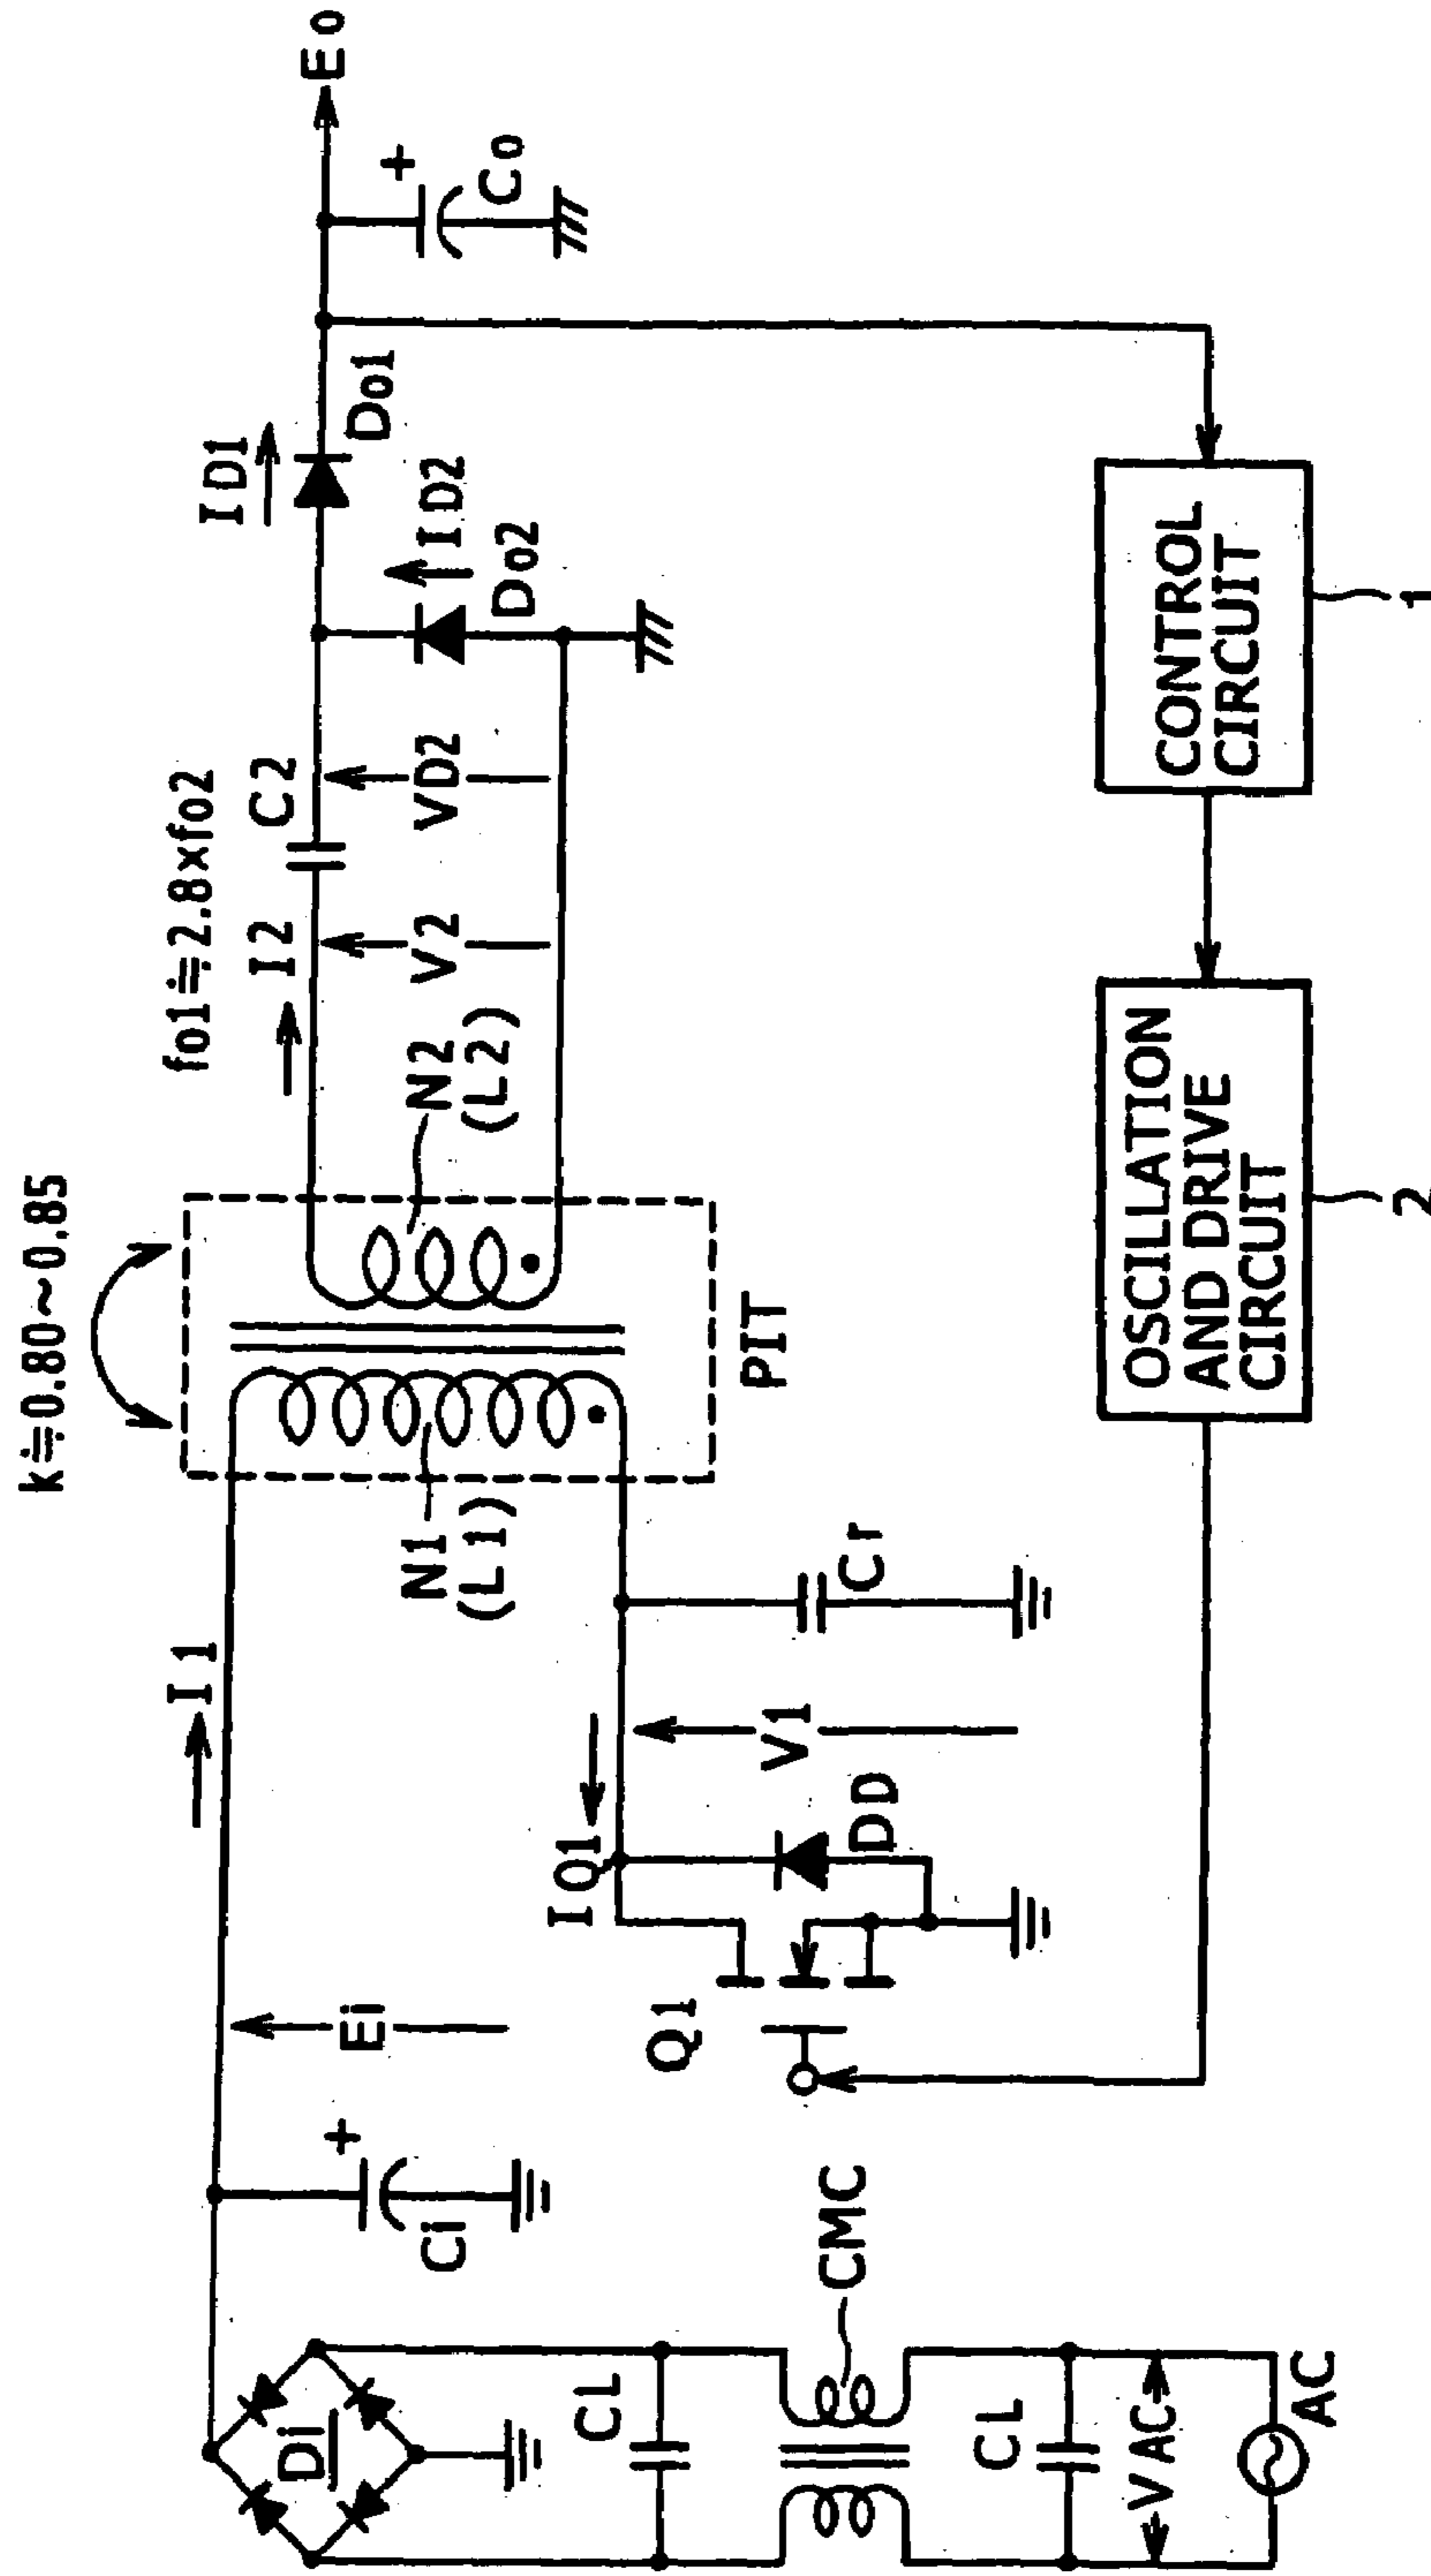 k≒0.80~0.85
fo1≒2.8xfo2
I1
I2
C2
ID1
Do1
Eo
+
Co
ID2
Do2
VD2
V2
N2
(L2)
N1
(L1)
PIT
Ei
+
Ci
Di
IQ1
V1
Cr
DD
Q1
CMC
CL
CL
VAC
AC
OSCILLATION
AND DRIVE
CIRCUIT
2
CONTROL
CIRCUIT
1